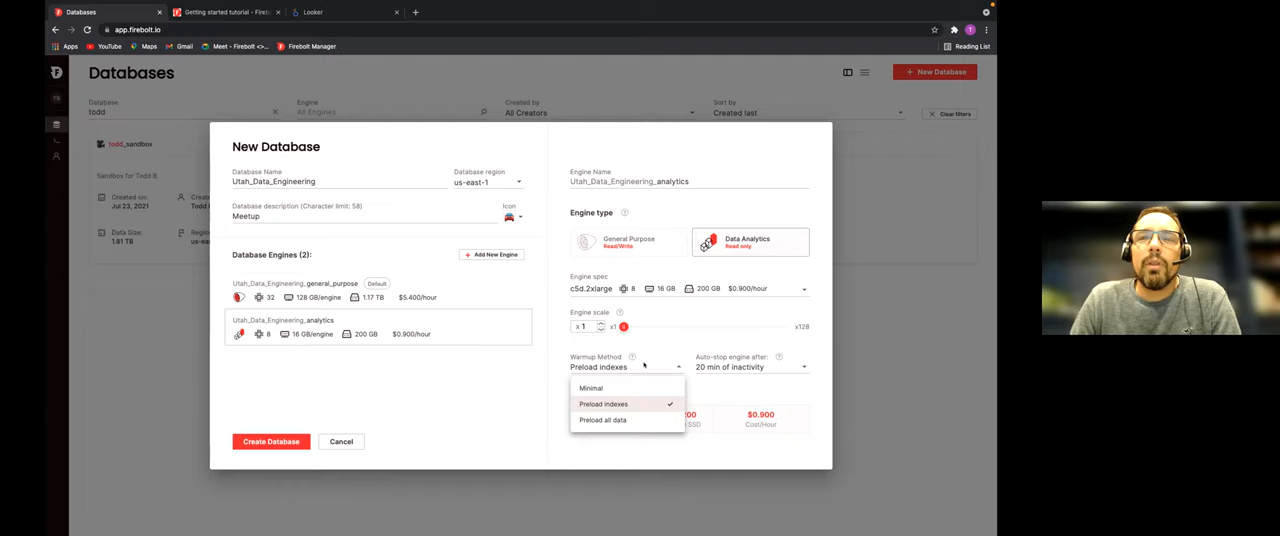 Databases
Getting started tutorial - Firebolt
Looker
app.firebolt.io
Apps
YouTube
Maps
Gmail
Meet - Firebolt <>...
Firebolt Manager
Reading List
Databases
+ New Database
Database
todd
Engine
All Engines
Created by
All Creators
Sort by
Created last
Clear filters
TB
todd_sandbox
Sandbox for Todd B
Created on:
Jul 23, 2021
Data Size:
1.81 TB
New Database
Database Name
Utah_Data_Engineering
Database region
us-east-1
Database description (Character limit: 58)
Meetup
Icon
Database Engines (2):
+ Add New Engine
Utah_Data_Engineering_general_purpose
Default
32
128 GB/engine
1.17 TB
$5.400/hour
Utah_Data_Engineering_analytics
8
16 GB/engine
200 GB
$0.900/hour
Create Database
Cancel
Engine Name
Utah_Data_Engineering_analytics
Engine type
General Purpose
Read/Write
Data Analytics
Read only
Engine spec
c5d.2xlarge
8
16 GB
200 GB
$0.900/hour
Engine scale
x 1
x1
x128
Warmup Method
Preload indexes
Auto-stop engine after:
20 min of inactivity
Minimal
Preload indexes
Preload all data
SSD
$0.900
Cost/Hour